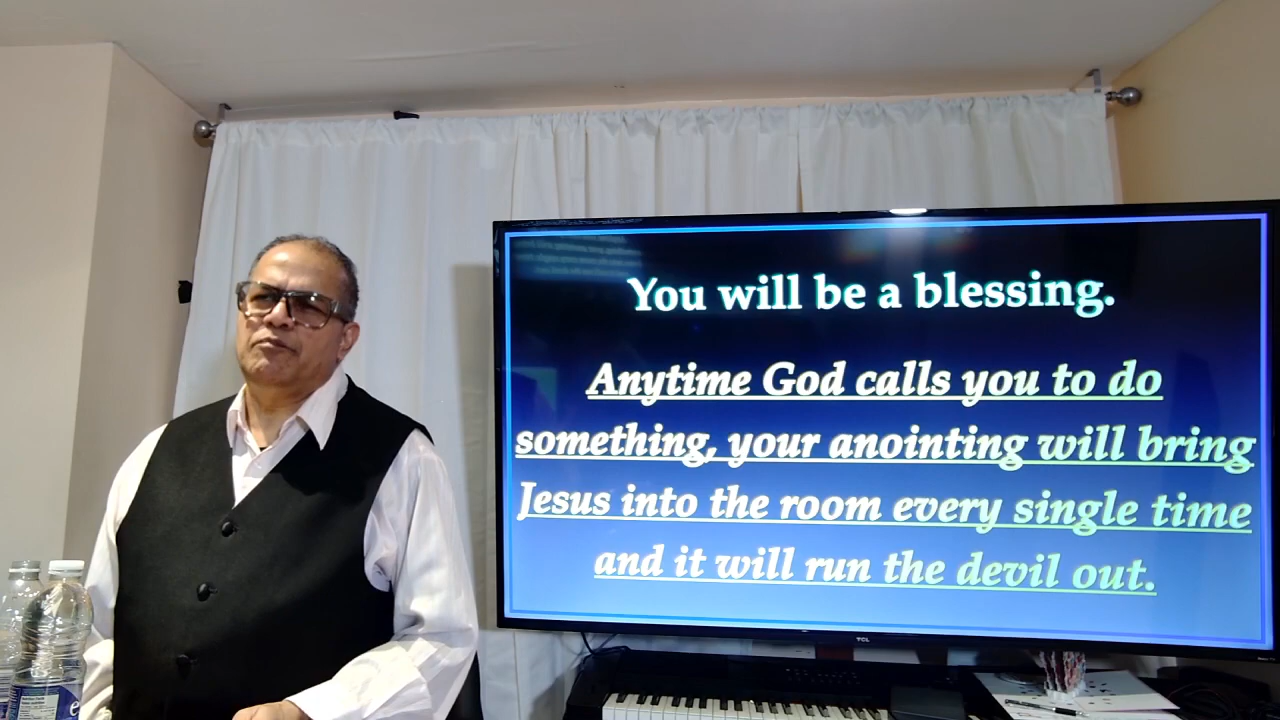 You will be a blessing.
Anytime God calls you to do
something, your anointing will bring
Jesus into the room every single time
and it will run the devil out.
TCL
e